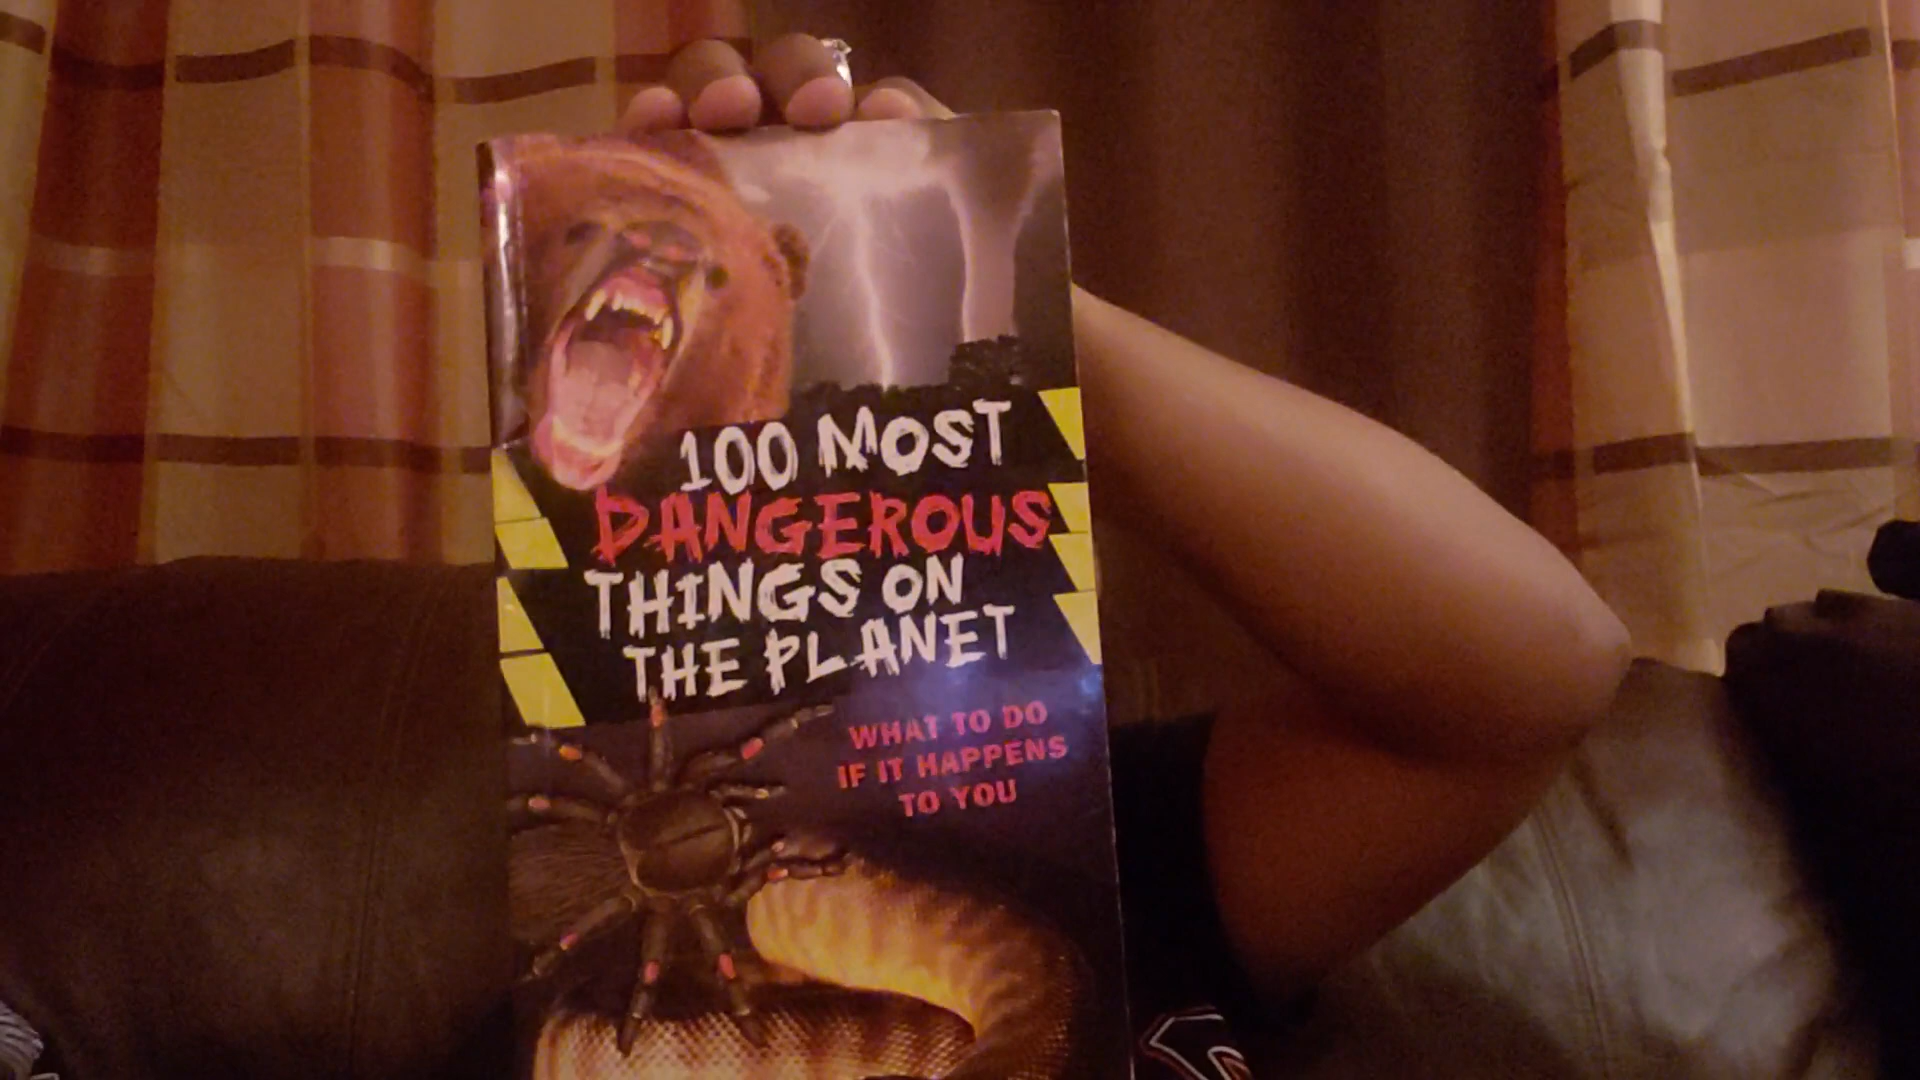 100 MOST
DANGEROUS
THINGS ON
THE PLANET
WHAT TO DO
IF IT HAPPENS
TO YOU